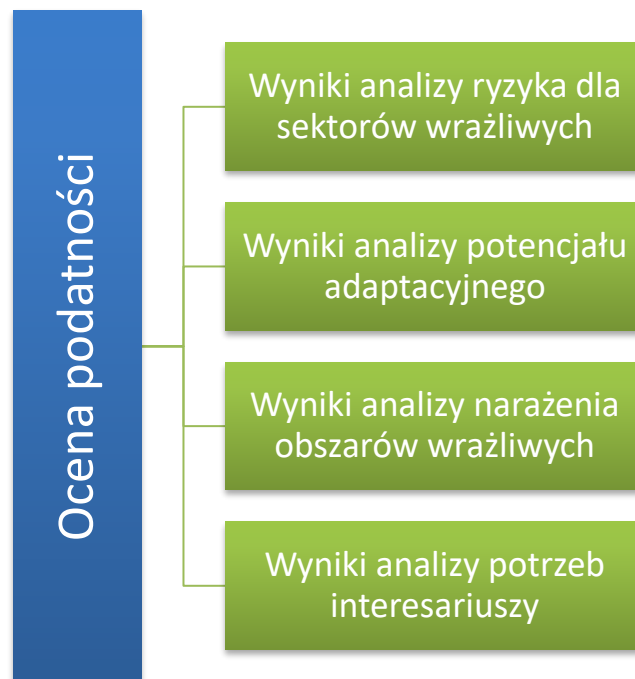 Ocena podatności
Wyniki analizy ryzyka dla
sektorów wrażliwych
Wyniki analizy potencjału
adaptacyjnego
Wyniki analizy narażenia
obszarów wrażliwych
Wyniki analizy potrzeb
interesariuszy